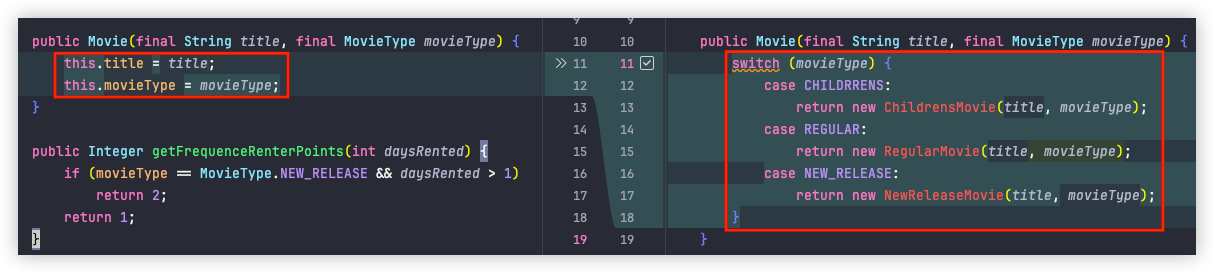 9 9
public Movie(final String title, final MovieType movieType) { 10 10 public Movie(final String title, final MovieType movieType) {
this.title = title; >> 11 11 switch (movieType) {
this.movieType = movieType; 12 12 case CHILDRRENS:
} 13 13 return new ChildrensMovie(title, movieType);
14 14 case REGULAR:
public Integer getFrequenceRenterPoints(int daysRented) { 15 15 return new RegularMovie(title, movieType);
if (movieType == MovieType.NEW_RELEASE && daysRented > 1) 16 16 case NEW_RELEASE:
return 2; 17 17 return new NewReleaseMovie(title, movieType);
return 1; 18 18 }
} 19 19 }